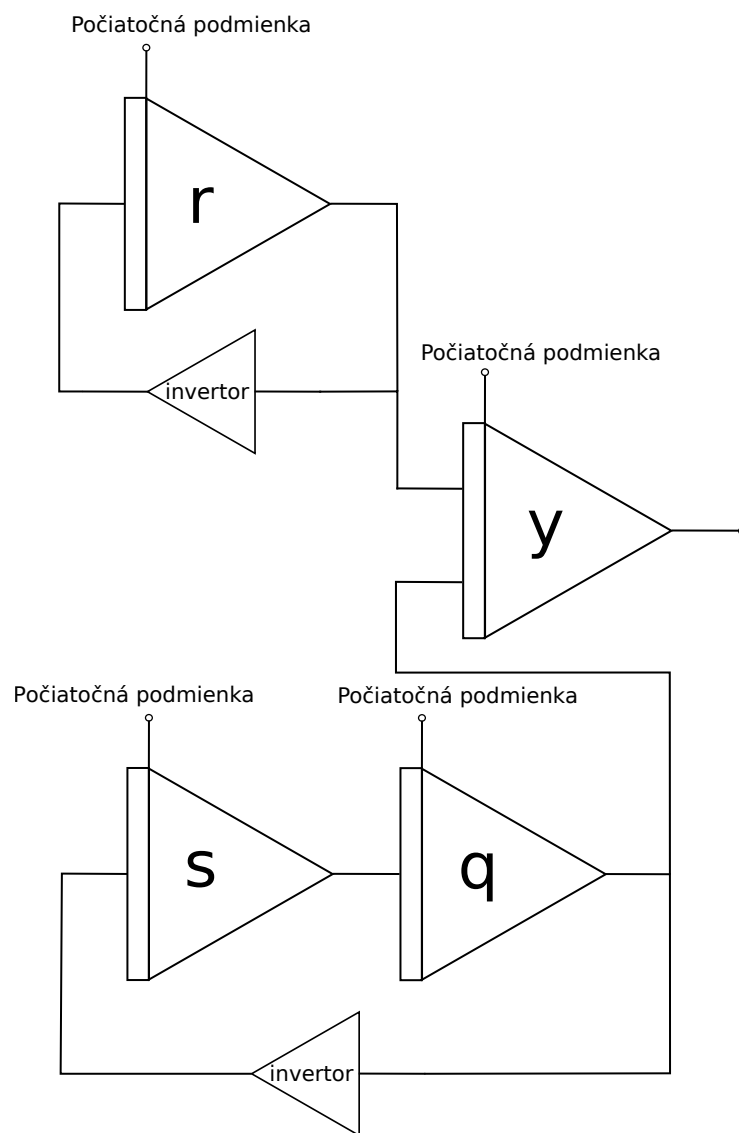 Počiatočná podmienka
r
invertor
Počiatočná podmienka
y
Počiatočná podmienka
Počiatočná podmienka
s
q
invertor